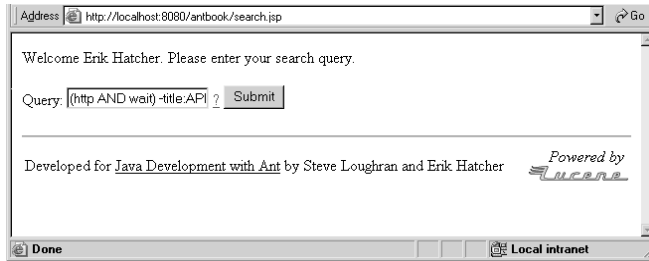 Address http://localhost:8080/antbook/search.jsp Go
Welcome Erik Hatcher. Please enter your search query.
Query: (http AND wait) -title:API ? Submit
Developed for Java Development with Ant by Steve Loughran and Erik Hatcher
Powered by
Lucene
Done Local intranet